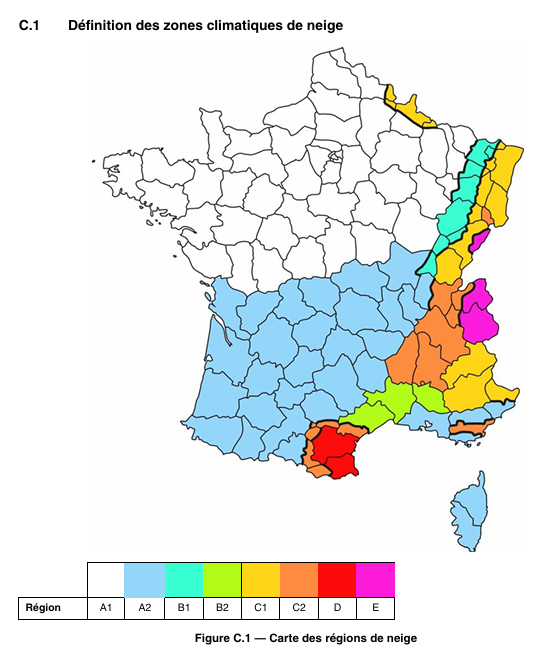 C.1 Définition des zones climatiques de neige
Région A1 A2 B1 B2 C1 C2 D E
Figure C.1 — Carte des régions de neige